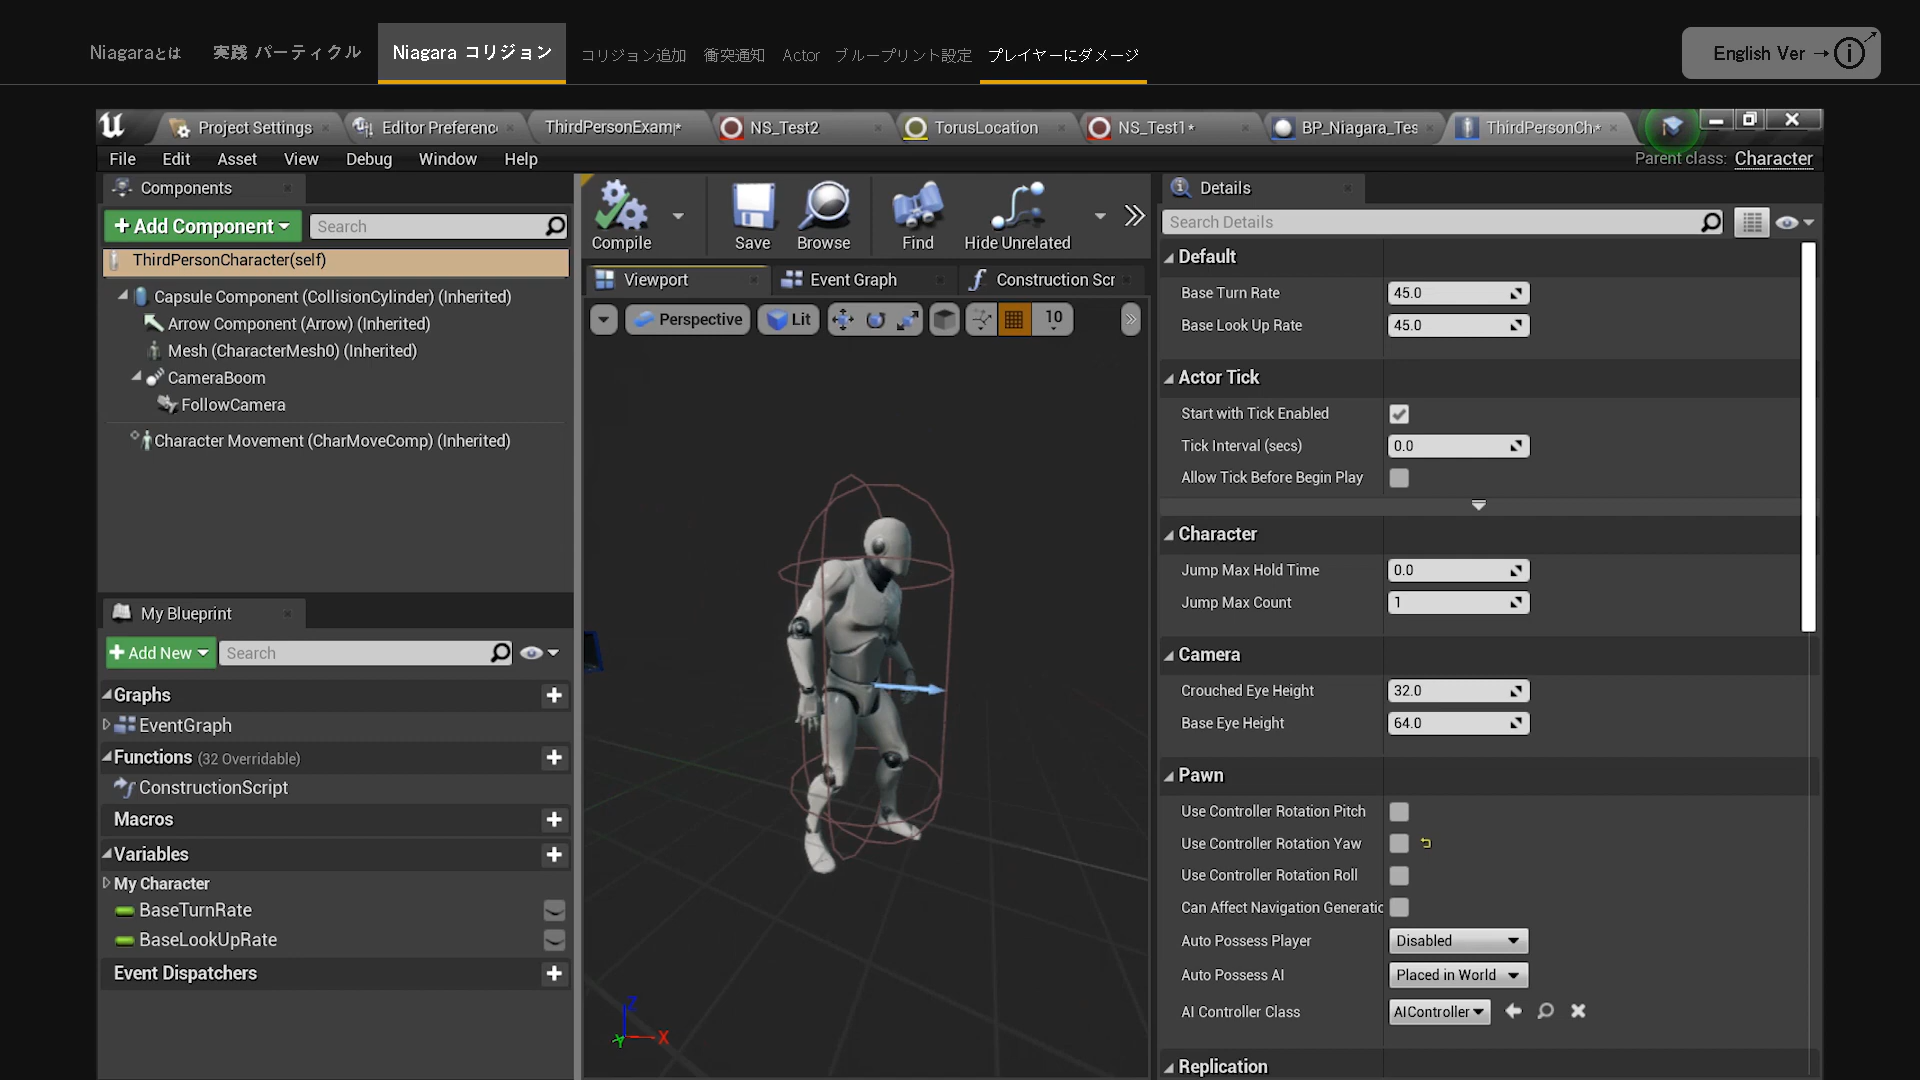 Niagaraとは 実践 パーティクル Niagara コリジョン コリジョン追加 衝突通知 Actor ブループリント設定 プレイヤーにダメージ English Ver →
Project Settings Editor Preferenc ThirdPersonExam* NS_Test2 TorusLocation NS_Test1* BP_Niagara_Tes ThirdPersonCh*
File Edit Asset View Debug Window Help Parent class: Character
Components
Add Component Search
ThirdPersonCharacter(self)
Capsule Component (CollisionCylinder) (Inherited)
Arrow Component (Arrow) (Inherited)
Mesh (CharacterMesh0) (Inherited)
CameraBoom
FollowCamera
Character Movement (CharMoveComp) (Inherited)
My Blueprint
Add New Search
Graphs
EventGraph
Functions (32 Overridable)
ConstructionScript
Macros
Variables
My Character
BaseTurnRate
BaseLookUpRate
Event Dispatchers
Compile Save Browse Find Hide Unrelated
Viewport Event Graph Construction Scr
Perspective Lit 10
Z
X
Y
Details
Search Details
Default
Base Turn Rate 45.0
Base Look Up Rate 45.0
Actor Tick
Start with Tick Enabled
Tick Interval (secs) 0.0
Allow Tick Before Begin Play
Character
Jump Max Hold Time 0.0
Jump Max Count 1
Camera
Crouched Eye Height 32.0
Base Eye Height 64.0
Pawn
Use Controller Rotation Pitch
Use Controller Rotation Yaw
Use Controller Rotation Roll
Can Affect Navigation Generatic
Auto Possess Player Disabled
Auto Possess AI Placed in World
AI Controller Class AIController
Replication